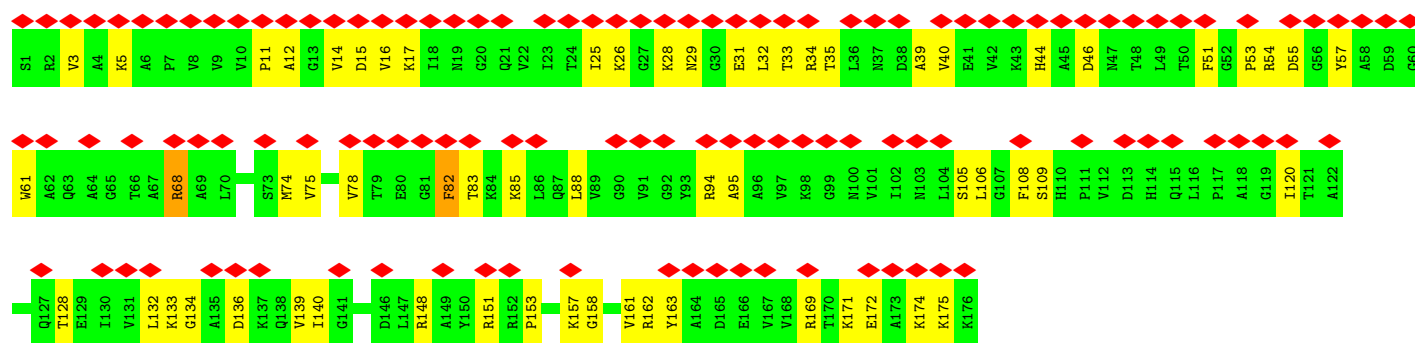 S1 R2 V3 A4 K5 A6 P7 V8 V9 V10 P11 A12 G13 V14 D15 V16 K17 I18 N19 G20 Q21 V22 I23 T24 I25 K26 G27 K28 N29 G30 E31 L32 T33 R34 T35 L36 N37 D38 A39 V40 E41 V42 K43 H44 A45 D46 N47 T48 L49 T50 F51 G52 P53 R54 D55 G56 Y57 A58 D59 G60
W61 A62 Q63 A64 G65 T66 A67 R68 A69 L70 S73 M74 V75 V78 T79 E80 G81 F82 T83 K84 K85 L86 Q87 L88 V89 G90 V91 G92 Y93 R94 A95 A96 V97 K98 G99 N100 V101 I102 N103 L104 S105 L106 G107 F108 S109 H110 P111 V112 D113 H114 Q115 L116 P117 A118 G119 I120 T121 A122
Q127 T128 E129 I130 V131 L132 K133 G134 A135 D136 K137 Q138 V139 I140 G141 D146 L147 R148 A149 Y150 R151 R152 P153 K157 G158 V161 R162 Y163 A164 D165 E166 V167 V168 R169 T170 K171 E172 A173 K174 K175 K176